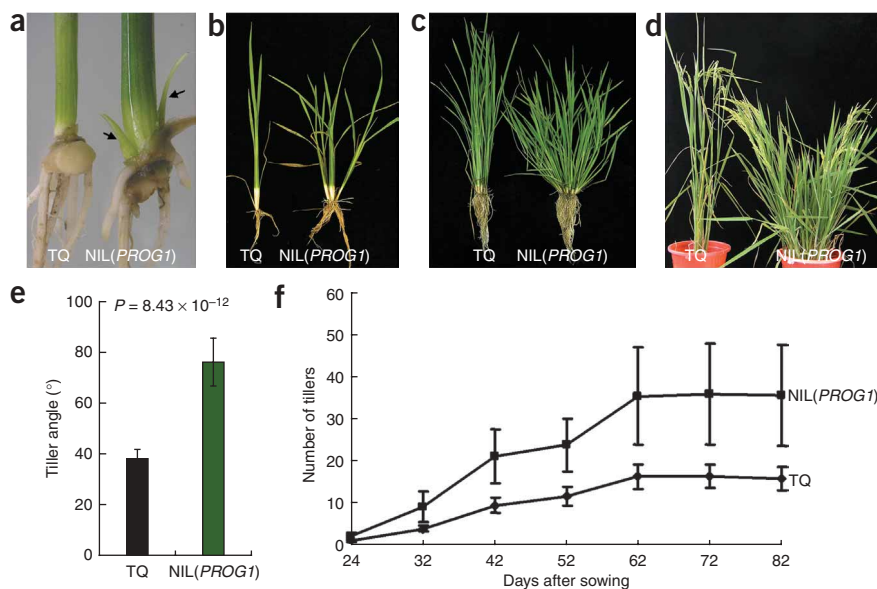 a
b
c
d
TQ NIL(PROG1)
TQ NIL(PROG1)
TQ NIL(PROG1)
TQ NIL(PROG1)
e
P = 8.43 × 10⁻¹²
Tiller angle (°)
100
80
60
40
20
0
TQ NIL(PROG1)
f
Number of tillers
60
50
40
30
20
10
0
NIL(PROG1)
TQ
24 32 42 52 62 72 82
Days after sowing